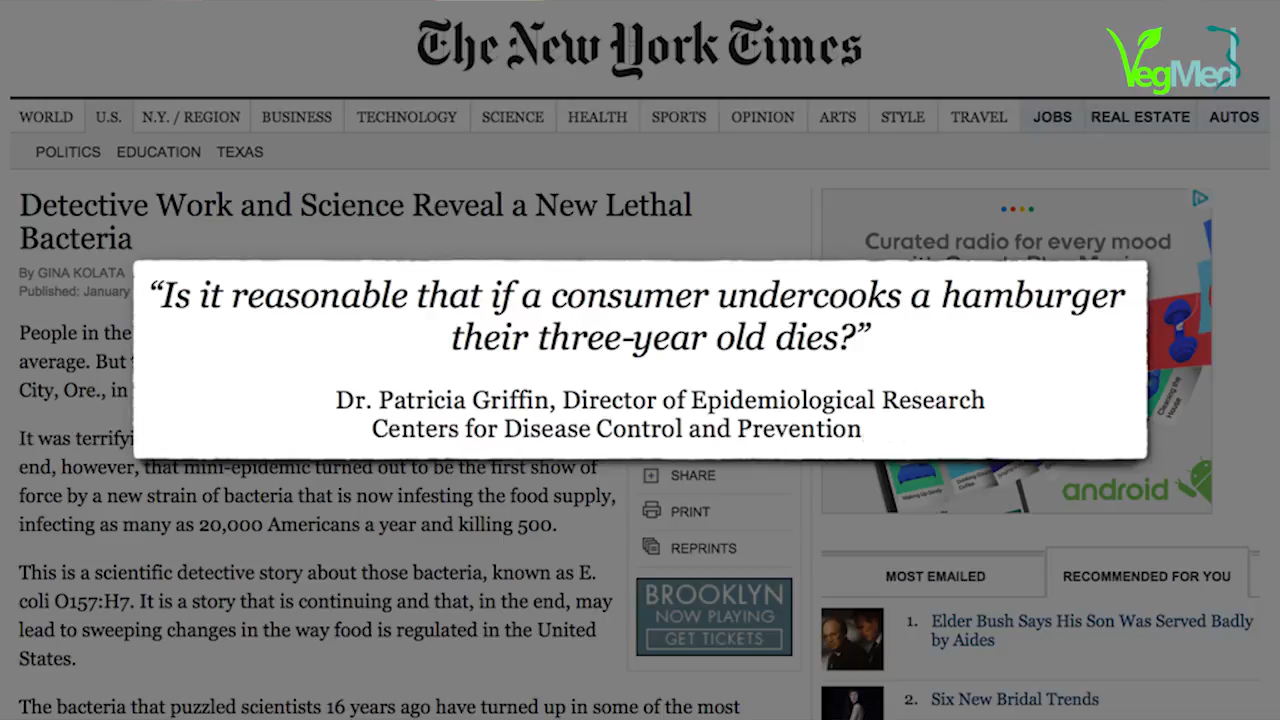 The New York Times
VegMed
WORLD U.S. N.Y. / REGION BUSINESS TECHNOLOGY SCIENCE HEALTH SPORTS OPINION ARTS STYLE TRAVEL JOBS REAL ESTATE AUTOS
POLITICS EDUCATION TEXAS
Detective Work and Science Reveal a New Lethal
Bacteria
By GINA KOLATA
Published: January
People in the
average. But
City, Ore., in
“Is it reasonable that if a consumer undercooks a hamburger
their three-year old dies?”
Dr. Patricia Griffin, Director of Epidemiological Research
Centers for Disease Control and Prevention
It was terrifyi
end, however, that mini-epidemic turned out to be the first show of
force by a new strain of bacteria that is now infesting the food supply,
infecting as many as 20,000 Americans a year and killing 500.
This is a scientific detective story about those bacteria, known as E.
coli O157:H7. It is a story that is continuing and that, in the end, may
lead to sweeping changes in the way food is regulated in the United
States.
The bacteria that puzzled scientists 16 years ago have turned up in some of the most
SHARE
PRINT
REPRINTS
BROOKLYN
NOW PLAYING
GET TICKETS
Curated radio for every mood
Cleaning the
House
android
MOST EMAILED RECOMMENDED FOR YOU
1. Elder Bush Says His Son Was Served Badly
by Aides
2. Six New Bridal Trends